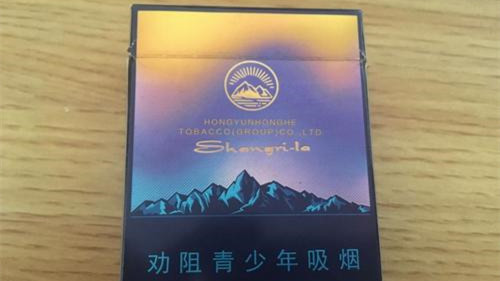 HONGYUNHONGHE
TOBACCO(GROUP)CO.,LTD.
Shangri-la
劝阻青少年吸烟